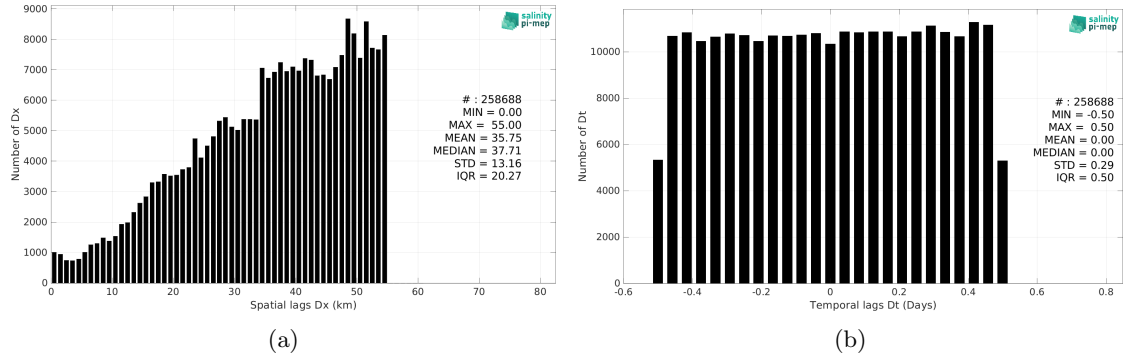 9000
8000
7000
6000
5000
4000
3000
2000
1000
0
Number of Dx
0 10 20 30 40 50 60 70 80
Spatial lags Dx (km)
salinity
pi-mep
# : 258688
MIN = 0.00
MAX = 55.00
MEAN = 35.75
MEDIAN = 37.71
STD = 13.16
IQR = 20.27
(a)
10000
8000
6000
4000
2000
0
Number of Dt
-0.6 -0.4 -0.2 0 0.2 0.4 0.6 0.8
Temporal lags Dt (Days)
salinity
pi-mep
# : 258688
MIN = -0.50
MAX = 0.50
MEAN = 0.00
MEDIAN = 0.00
STD = 0.29
IQR = 0.50
(b)